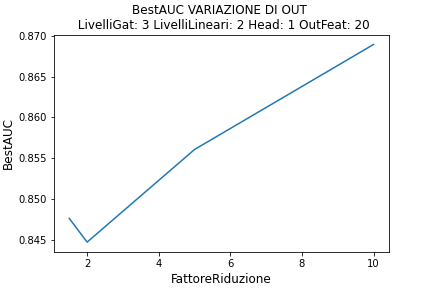 BestAUC VARIAZIONE DI OUT
LivelliGat: 3 LivelliLineari: 2 Head: 1 OutFeat: 20
0.870
0.865
0.860
0.855
0.850
0.845
BestAUC
2
4
6
8
10
FattoreRiduzione